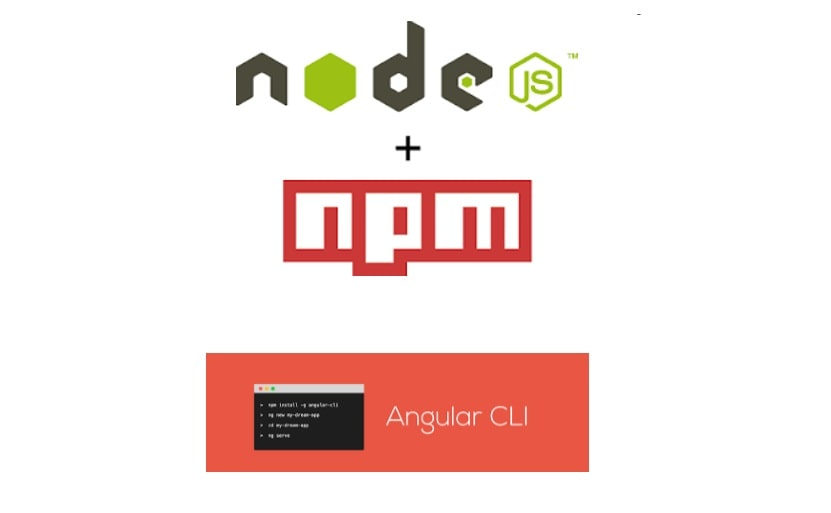 node JS ™
+
npm
> npm install -g angular-cli
> ng new my-dream-app
> cd my-dream-app
> ng serve
Angular CLI